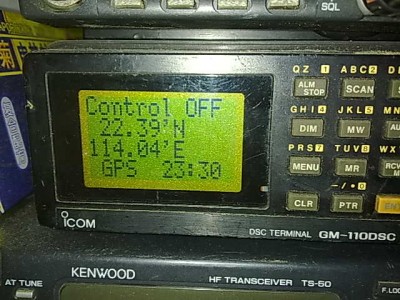 SQL
Control OFF
22.39'N
114.04'E
GPS 23:30
QZ 1 ABC 2
ALM STOP SCAN
GHI 4 JKL 5
DIM MW
PRS 7 TUV 8
MENU MR
-/• 0
CLR PTR
ICOM
DSC TERMINAL GM-110DSC
AT TUNE KENWOOD HF TRANSCEIVER TS-50